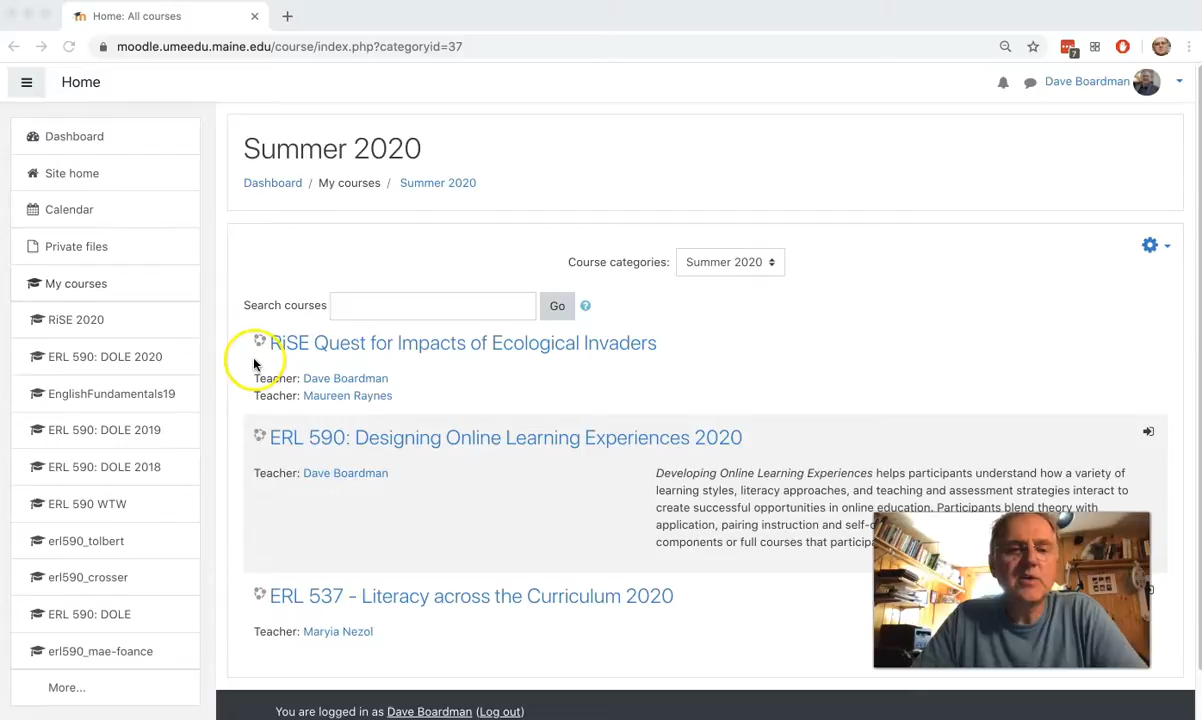 Home: All courses
moodle.umeedu.maine.edu/course/index.php?categoryid=37
7
Home
Dave Boardman
Dashboard
Site home
Calendar
Private files
My courses
RiSE 2020
ERL 590: DOLE 2020
EnglishFundamentals19
ERL 590: DOLE 2019
ERL 590: DOLE 2018
ERL 590 WTW
erl590_tolbert
erl590_crosser
ERL 590: DOLE
erl590_mae-foance
More...
Summer 2020
Dashboard / My courses / Summer 2020
Course categories: Summer 2020
Search courses Go
RiSE Quest for Impacts of Ecological Invaders
Teacher: Dave Boardman
Teacher: Maureen Raynes
ERL 590: Designing Online Learning Experiences 2020
Teacher: Dave Boardman
Developing Online Learning Experiences helps participants understand how a variety of
learning styles, literacy approaches, and teaching and assessment strategies interact to
create successful opportunities in online education. Participants blend theory with
application, pairing instruction and self-
components or full courses that
ERL 537 - Literacy across the Curriculum 2020
Teacher: Maryia Nezol
You are logged in as Dave Boardman (Log out)